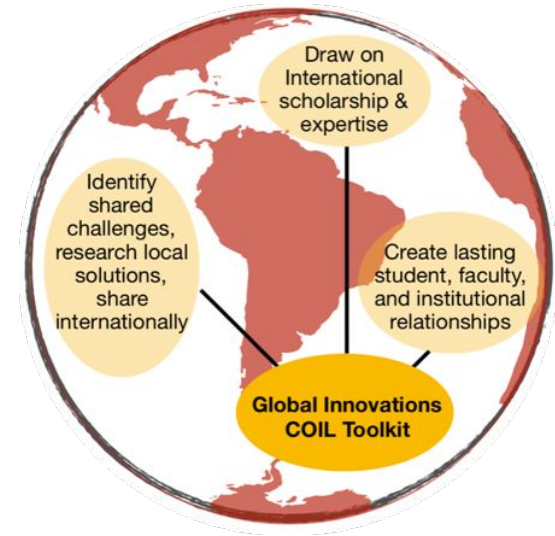 Draw on
International
scholarship &
expertise
Identify
shared
challenges,
research local
solutions,
share
internationally
Create lasting
student, faculty,
and institutional
relationships
Global Innovations
COIL Toolkit